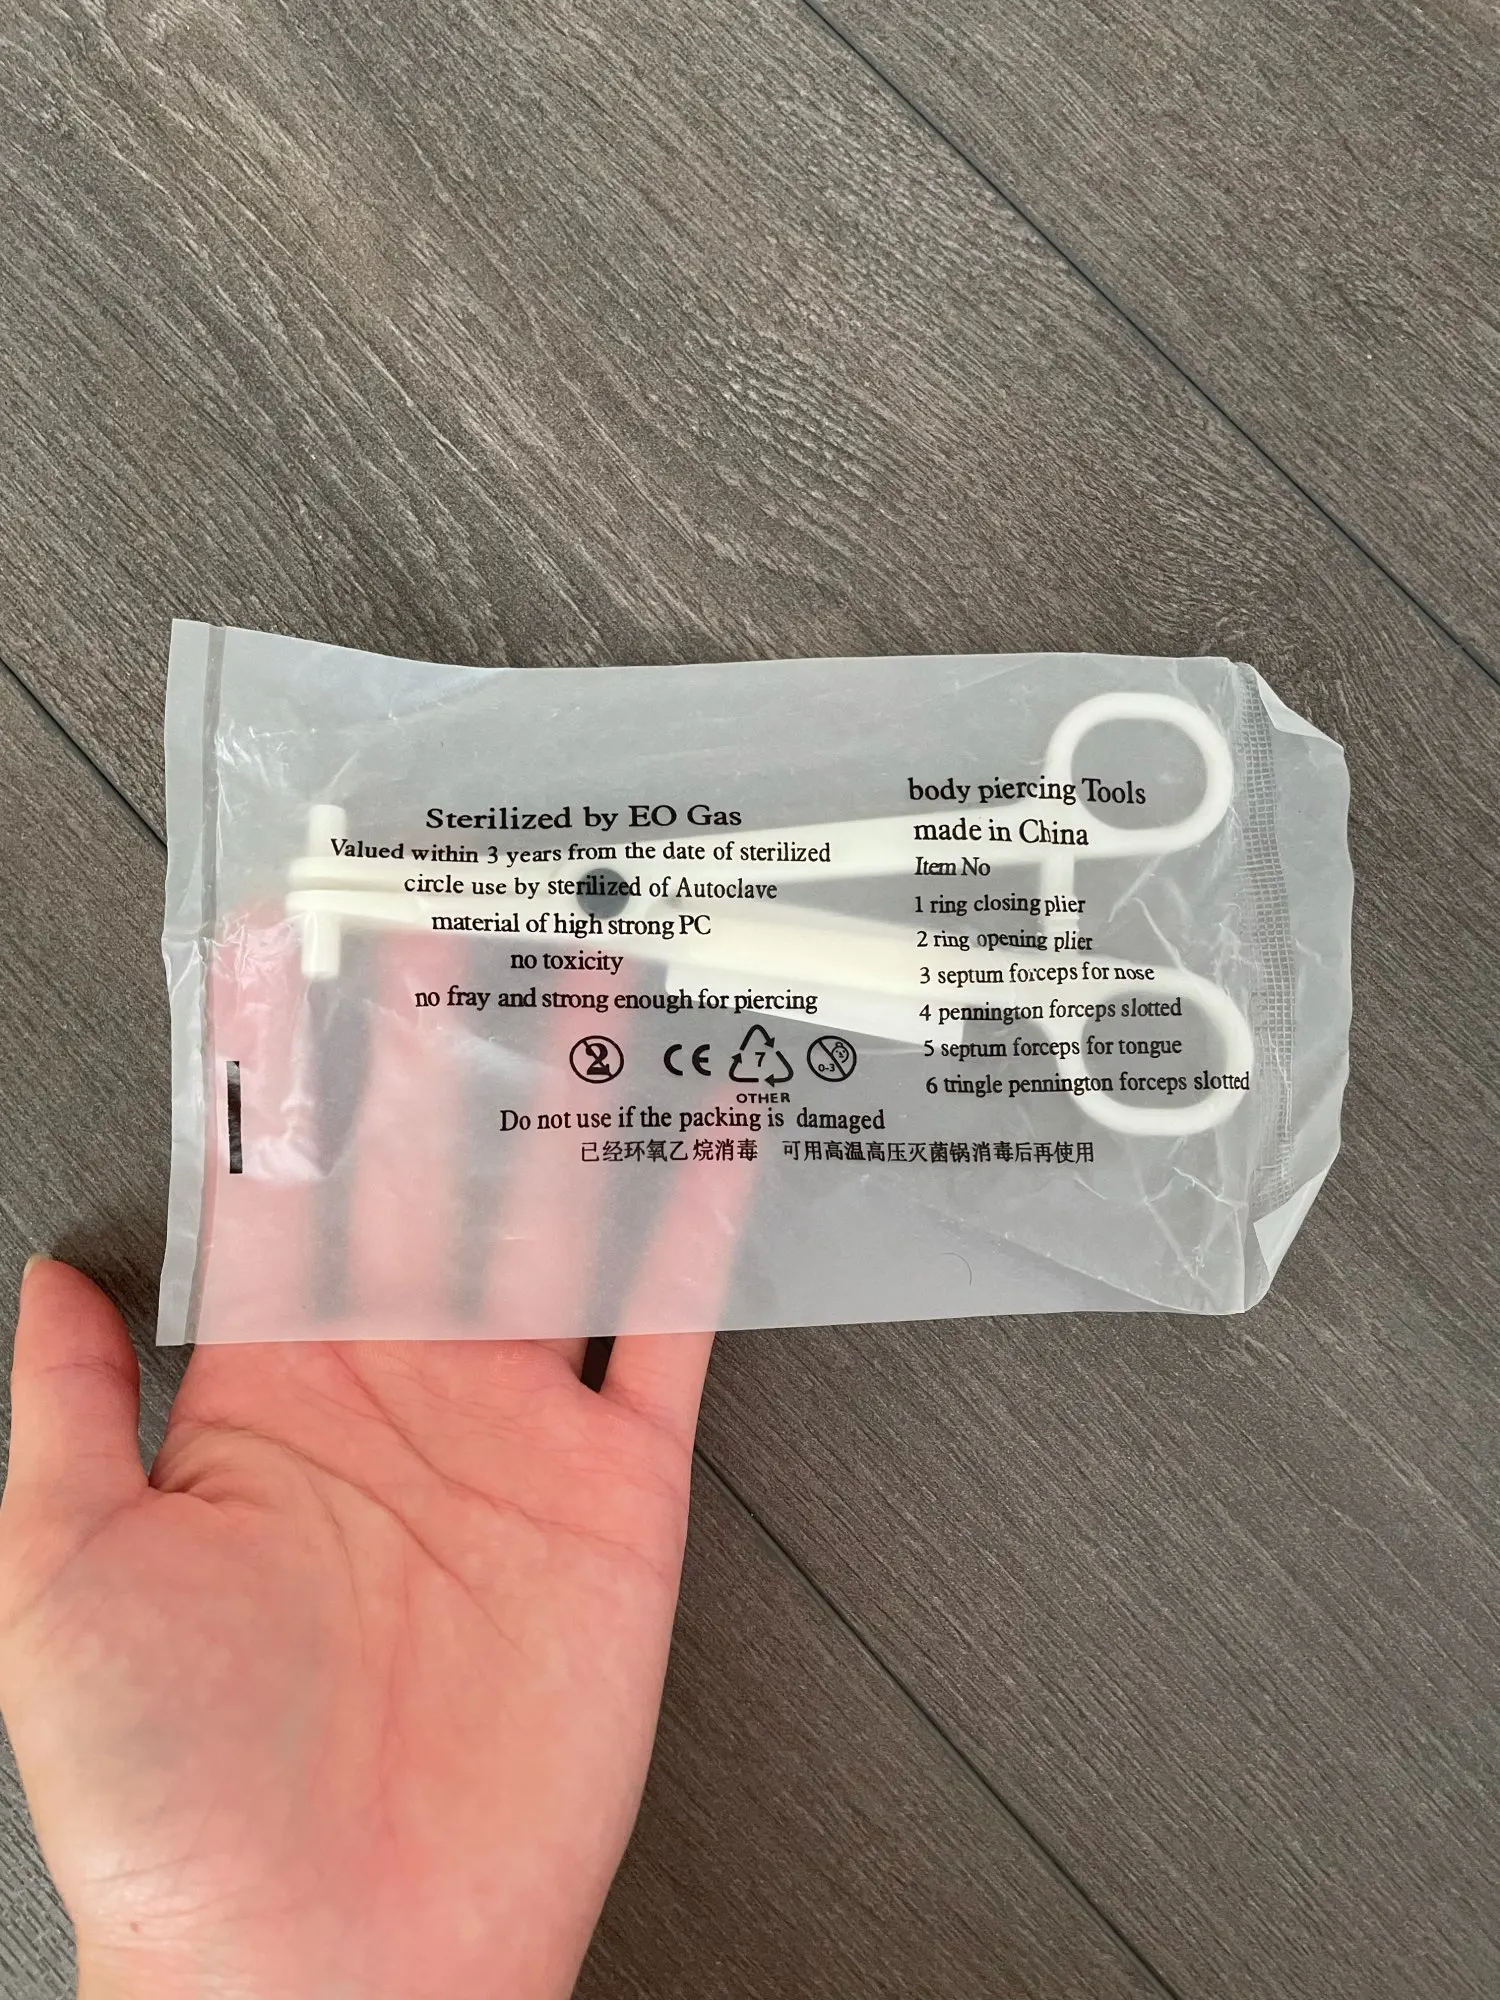 Sterilized by EO Gas
Valued within 3 years from the date of sterilized
circle use by sterilized of Autoclave
material of high strong PC
no toxicity
no fray and strong enough for piercing
2 CE 7 0-3
OTHER
Do not use if the packing is damaged
已经环氧乙烷消毒 可用高温高压灭菌锅消毒后再使用
body piercing Tools
made in China
Item No
1 ring closing plier
2 ring opening plier
3 septum forceps for nose
4 pennington forceps slotted
5 septum forceps for tongue
6 tringle pennington forceps slotted